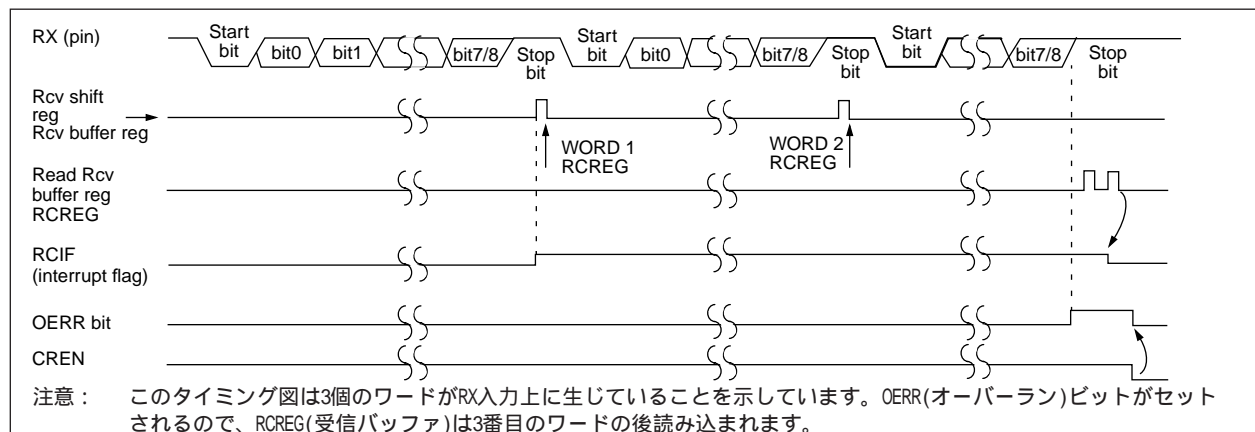 RX (pin)
Start bit
bit0
bit1
bit7/8
Stop bit
Start bit
bit0
bit7/8
Stop bit
Start bit
bit7/8
Stop bit
Rcv shift
reg
Rcv buffer reg
WORD 1
RCREG
WORD 2
RCREG
Read Rcv
buffer reg
RCREG
RCIF
(interrupt flag)
OERR bit
CREN
注意： このタイミング図は3個のワードがRX入力上に生じていることを示しています。OERR(オーバーラン)ビットがセット
されるので、RCREG(受信バッファ)は3番目のワードの後読み込まれます。